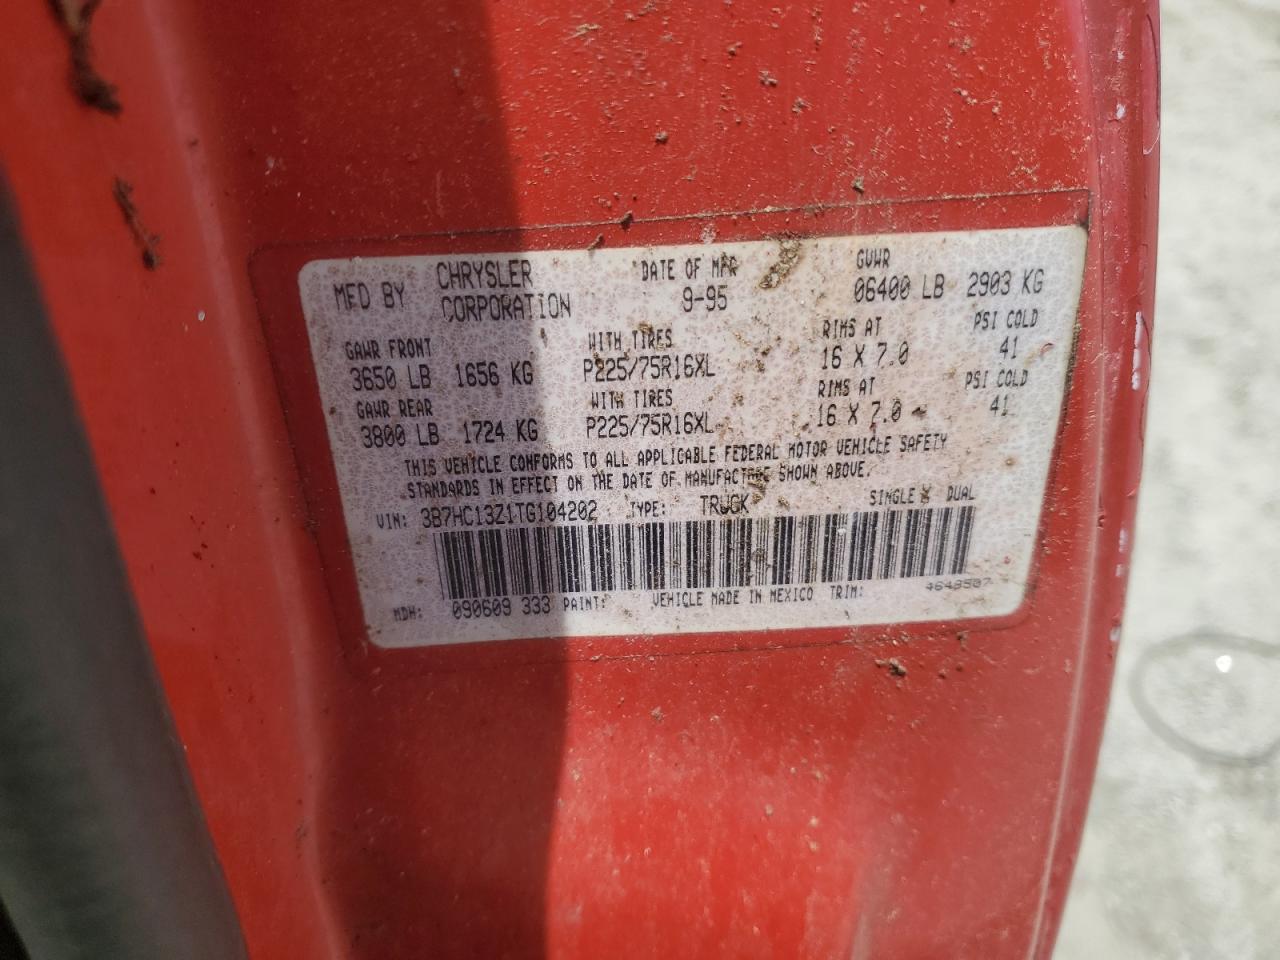 MFD BY CHRYSLER CORPORATION DATE OF MFR 9-95 GVWR 06400 LB 2903 KG
GAWR FRONT WITH TIRES RIMS AT PSI COLD
3650 LB 1656 KG P225/75R16XL 16 X 7.0 41
GAWR REAR WITH TIRES RIMS AT PSI COLD
3800 LB 1724 KG P225/75R16XL 16 X 7.0 41
THIS VEHICLE CONFORMS TO ALL APPLICABLE FEDERAL MOTOR VEHICLE SAFETY
STANDARDS IN EFFECT ON THE DATE OF MANUFACTURE SHOWN ABOVE.
VIN: 3B7HC13Z1TG104202 TYPE: TRUCK SINGLE X DUAL
MDH: 090609 333 PAINT: VEHICLE MADE IN MEXICO TRIM: 4648507